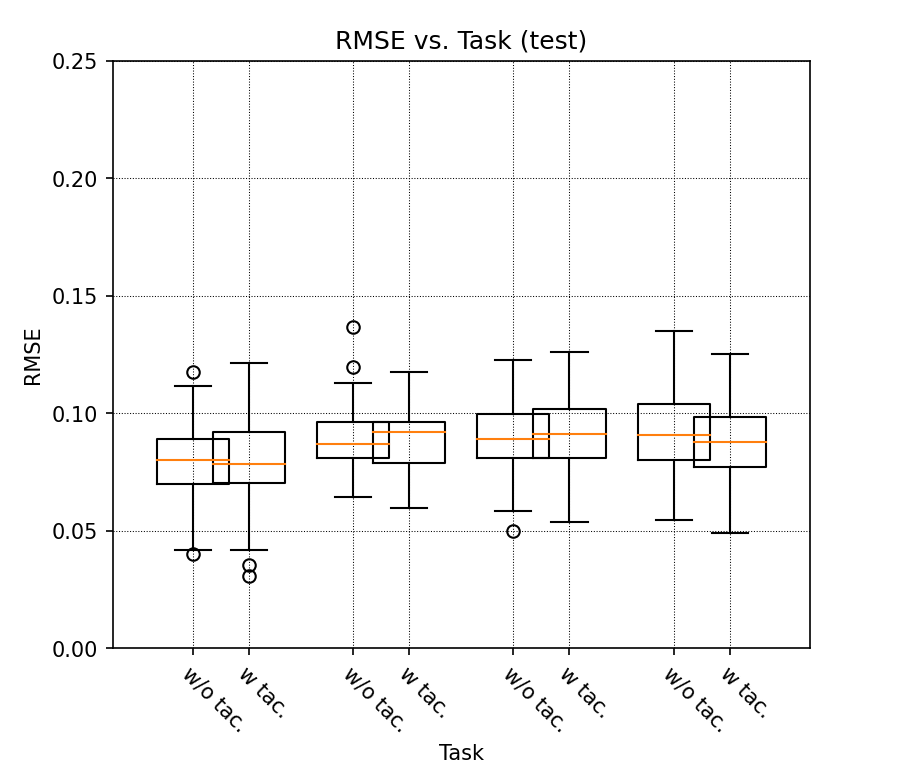 RMSE vs. Task (test)
0.25
0.20
0.15
0.10
0.05
0.00
RMSE
w/o tac.
w tac.
w/o tac.
w tac.
w/o tac.
w tac.
w/o tac.
w tac.
Task